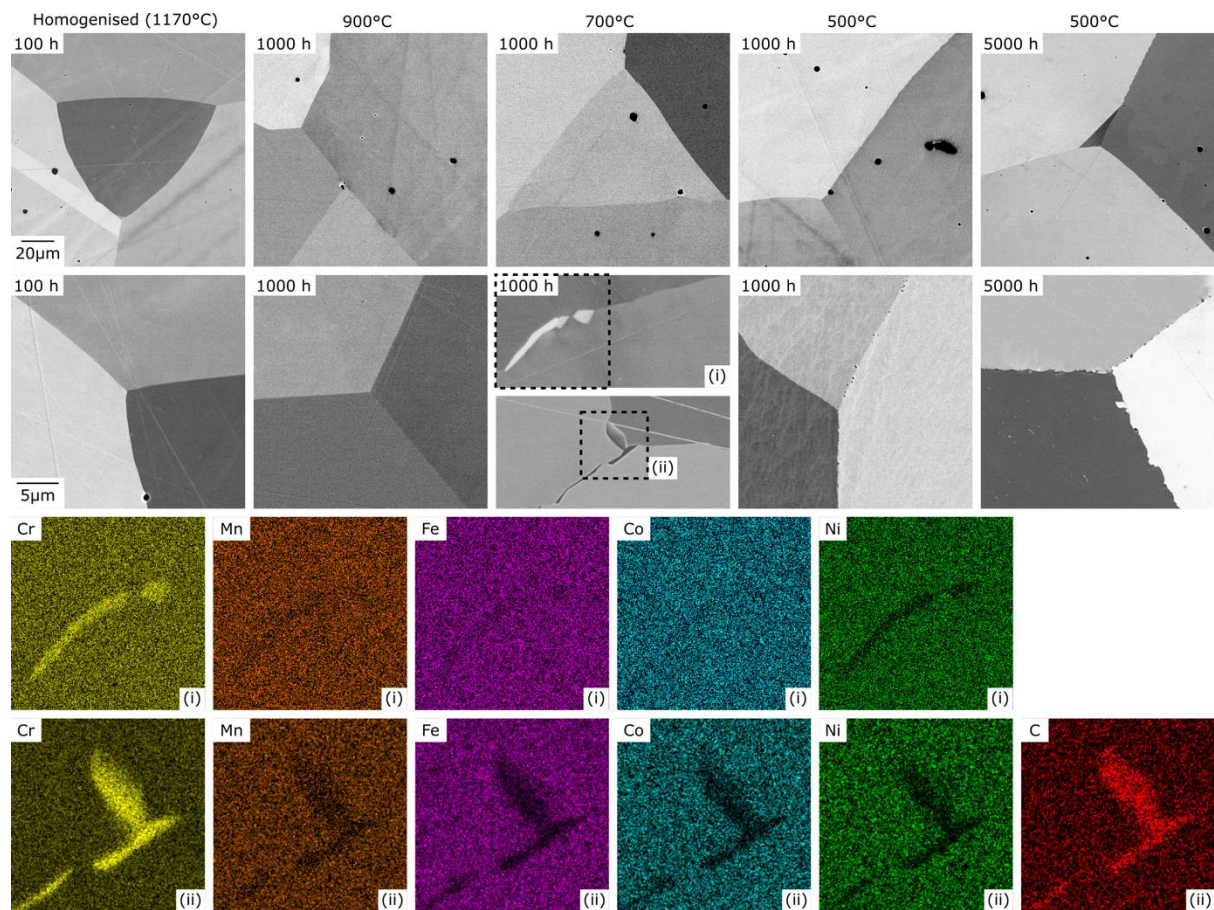 Homogenised (1170°C) 900°C 700°C 500°C 500°C
100 h 1000 h 1000 h 1000 h 5000 h
20µm
100 h 1000 h 1000 h 1000 h 5000 h
(i)
(ii)
5µm
Cr Mn Fe Co Ni
(i) (i) (i) (i) (i)
Cr Mn Fe Co Ni C
(ii) (ii) (ii) (ii) (ii) (ii)